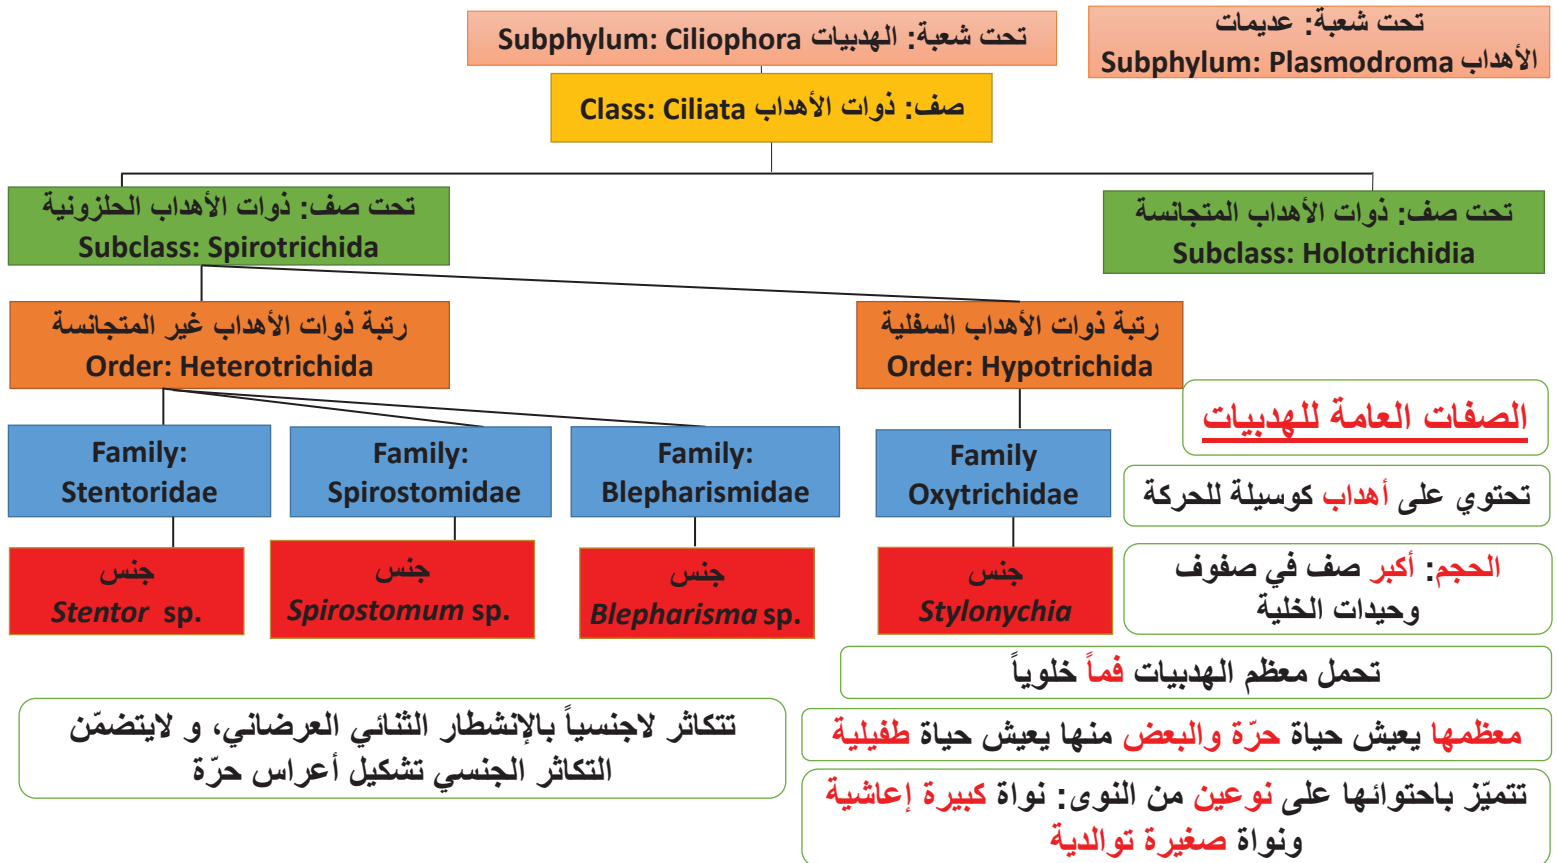 تحت شعبة: عديمات
الأهداب Subphylum: Plasmodroma
تحت شعبة: الهدبيات Subphylum: Ciliophora
صف: ذوات الأهداب Class: Ciliata
تحت صف: ذوات الأهداب المتجانسة
Subclass: Holotrichidia
تحت صف: ذوات الأهداب الحلزونية
Subclass: Spirotrichida
رتبة ذوات الأهداب السفلية
Order: Hypotrichida
رتبة ذوات الأهداب غير المتجانسة
Order: Heterotrichida
Family:
Stentoridae
Family:
Spirostomidae
Family:
Blepharismidae
Family
Oxytrichidae
جنس
Stentor sp.
جنس
Spirostomum sp.
جنس
Blepharisma sp.
جنس
Stylonychia
الصفات العامة للهدبيات
تحتوي على أهداب كوسيلة للحركة
الحجم: أكبر صف في صفوف
وحيدات الخلية
تحمل معظم الهدبيات فماً خلوياً
معظمها يعيش حياة حرّة والبعض منها يعيش حياة طفيلية
تتميّز باحتوائها على نوعين من النوى: نواة كبيرة إعاشية
ونواة صغيرة توالدية
تتكاثر لاجنسياً بالإنشطار الثنائي العرضاني، و لايتضمّن
التكاثر الجنسي تشكيل أعراس حرّة